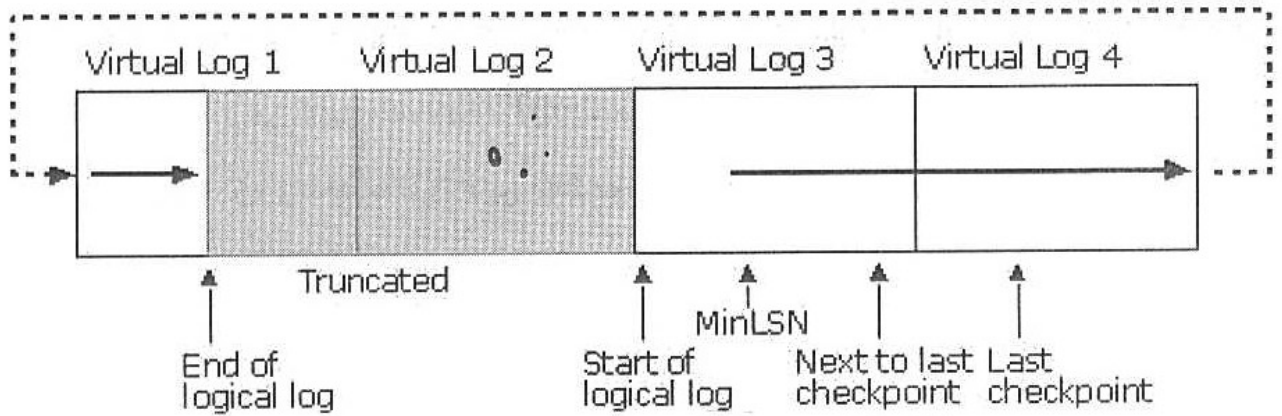 Virtual Log 1
Virtual Log 2
Virtual Log 3
Virtual Log 4
Truncated
End of
logical log
Start of
logical log
MinLSN
Next to last
checkpoint
Last
checkpoint